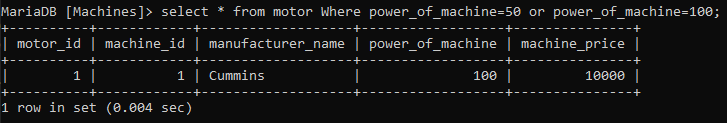 MariaDB [Machines]> select * from motor Where power_of_machine=50 or power_of_machine=100;
+----------+------------+-------------------+------------------+---------------+
| motor_id | machine_id | manufacturer_name | power_of_machine | machine_price |
+----------+------------+-------------------+------------------+---------------+
|        1 |          1 | Cummins           |              100 |         10000 |
+----------+------------+-------------------+------------------+---------------+
1 row in set (0.004 sec)